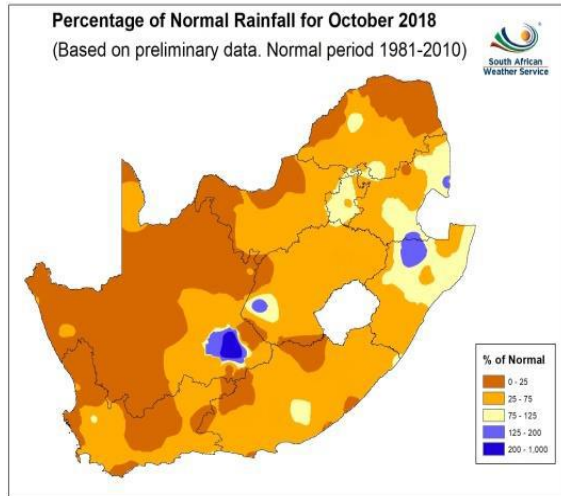 Percentage of Normal Rainfall for October 2018
(Based on preliminary data. Normal period 1981-2010)
South African
Weather Service
% of Normal
0 - 25
25 - 75
75 - 125
125 - 200
200 - 1,000